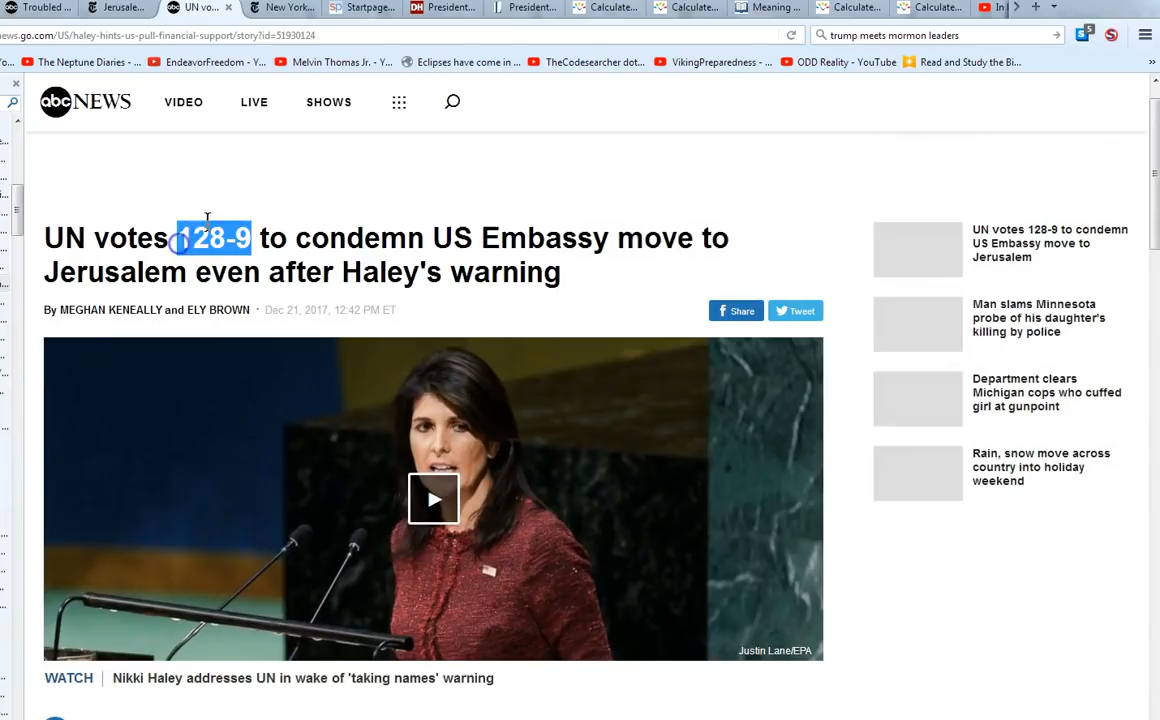 Troubled ...
Jerusale...
UN vo...
New York...
Startpage...
President...
President...
Calculate...
Calculate...
Meaning ...
Calculate...
Calculate...
In
news.go.com/US/haley-hints-us-pull-financial-support/story?id=51930124
trump meets mormon leaders
5
The Neptune Diaries - ...
EndeavorFreedom - Y...
Melvin Thomas Jr. - Y...
Eclipses have come in ...
TheCodesearcher dot...
VikingPreparedness - ...
ODD Reality - YouTube
Read and Study the Bi...
abc NEWS
VIDEO
LIVE
SHOWS
UN votes 128-9 to condemn US Embassy move to
Jerusalem even after Haley's warning
By MEGHAN KENEALLY and ELY BROWN · Dec 21, 2017, 12:42 PM ET
Share
Tweet
Justin Lane/EPA
WATCH | Nikki Haley addresses UN in wake of 'taking names' warning
UN votes 128-9 to condemn
US Embassy move to
Jerusalem
Man slams Minnesota
probe of his daughter's
killing by police
Department clears
Michigan cops who cuffed
girl at gunpoint
Rain, snow move across
country into holiday
weekend